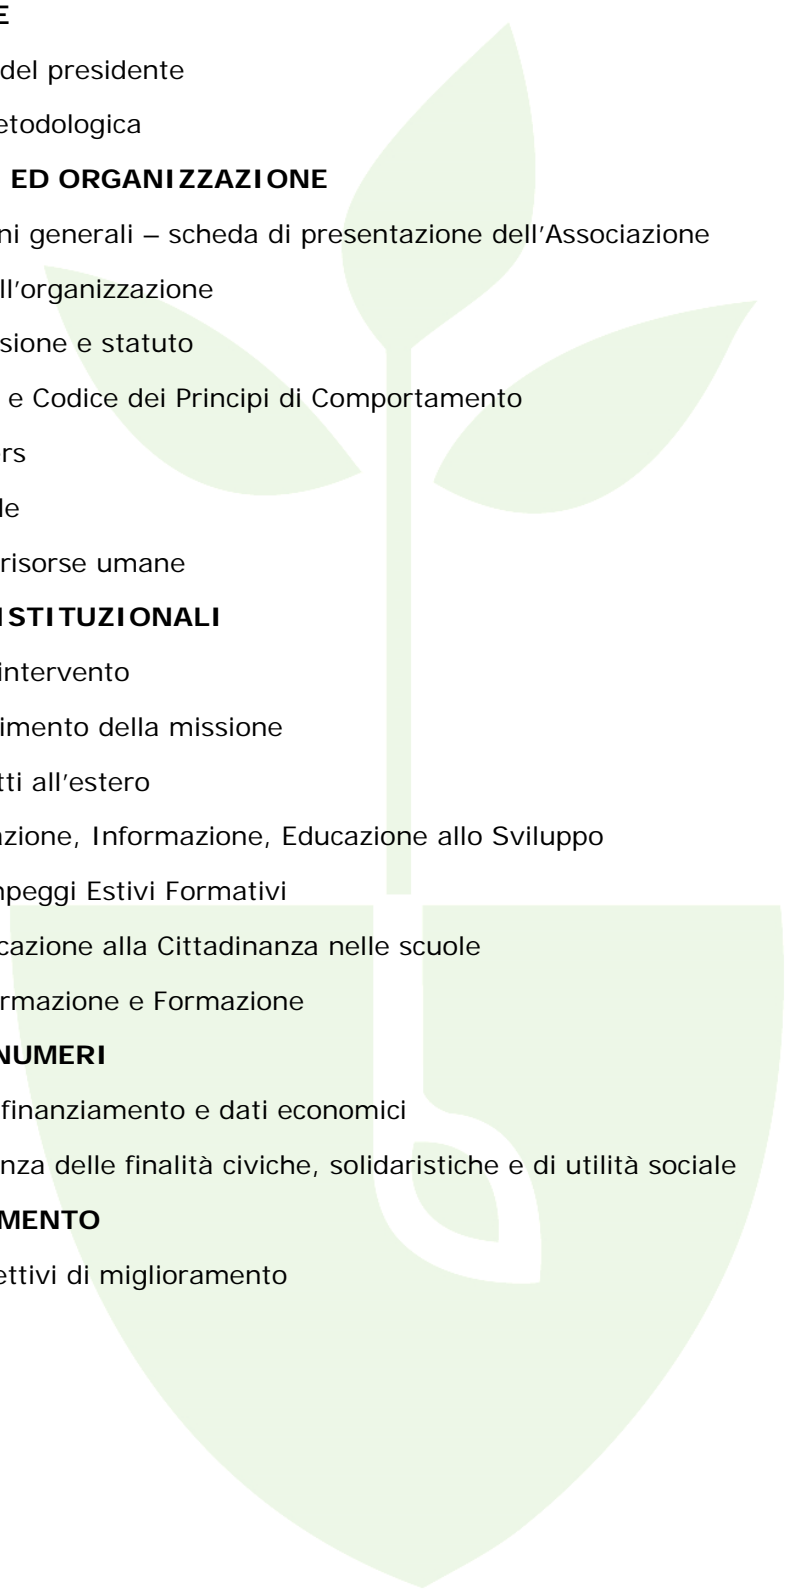 E
del presidente
etodologica
ED ORGANIZZAZIONE
ni generali – scheda di presentazione dell'Associazione
ll'organizzazione
sione e statuto
e Codice dei Principi di Comportamento
rs
le
risorse umane
ISTITUZIONALI
intervento
imento della missione
tti all'estero
azione, Informazione, Educazione allo Sviluppo
mpeggi Estivi Formativi
cazione alla Cittadinanza nelle scuole
rmazione e Formazione
NUMERI
finanziamento e dati economici
nza delle finalità civiche, solidaristiche e di utilità sociale
MENTO
ettivi di miglioramento